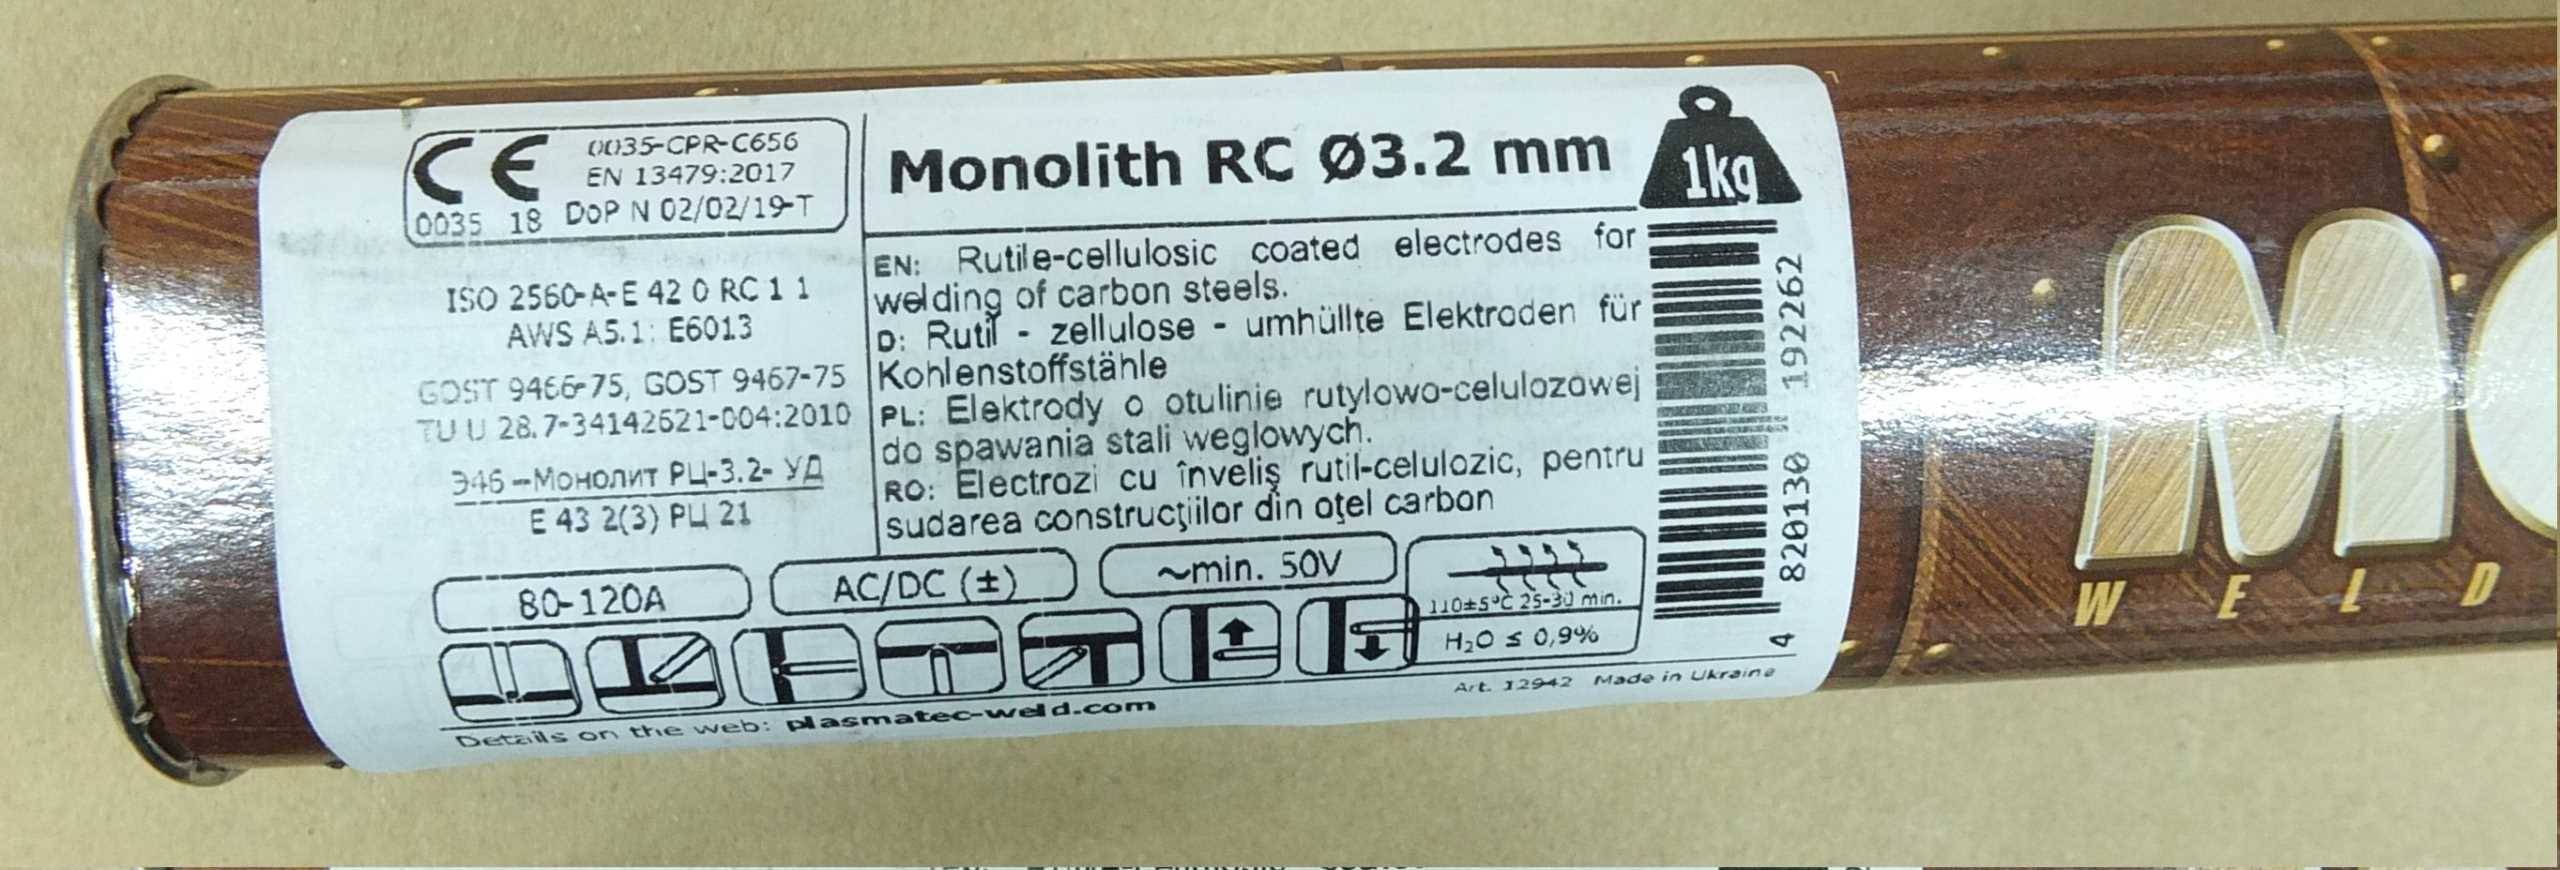 CE
0035-CPR-C656
EN 13479:2017
0035 18 DoP N 02/02/19-T
ISO 2560-A-E 42 0 RC 1 1
AWS A5.1: E6013
GOST 9466-75, GOST 9467-75
TU U 28.7-34142621-004:2010
Э46-Монолит РЦ-3.2- УД
E 43 2(3) РЦ 21
Monolith RC Ø3.2 mm
1kg
EN: Rutile-cellulosic coated electrodes for
welding of carbon steels.
D: Rutil - zellulose - umhüllte Elektroden für
Kohlenstoffstähle
PL: Elektrody o otulinie rutylowo-celulozowej
do spawania stali weglowych.
RO: Electrozi cu înveliş rutil-celulozic, pentru
sudarea construcţiilor din oţel carbon
4 820130 192262
80-120A
AC/DC (±)
~min. 50V
110±5°C 25-30 min.
H₂O ≤ 0,9%
Art. 12942 Made in Ukraine
Details on the web: plasmatec-weld.com
M
WELD